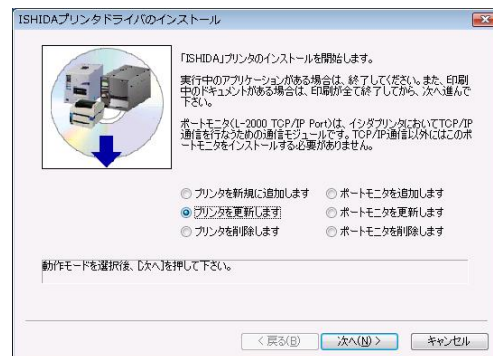 ISHIDAプリンタドライバのインストール
「ISHIDA」プリンタのインストールを開始します。
実行中のアプリケーションがある場合は、終了してください。また、印刷
中のドキュメントがある場合は、印刷が全て終了してから、次へ進んで
下さい。
ポートモニタ(L-2000 TCP/IP Port)は、イシダプリンタにおいてTCP/IP
通信を行なうための通信モジュールです。TCP/IP通信以外にはこのポ
ートモニタをインストールする必要がありません。
プリンタを新規に追加します ポートモニタを追加します
プリンタを更新します ポートモニタを更新します
プリンタを削除します ポートモニタを削除します
動作モードを選択後、[次へ]を押して下さい。
< 戻る(B) 次へ(N) > キャンセル